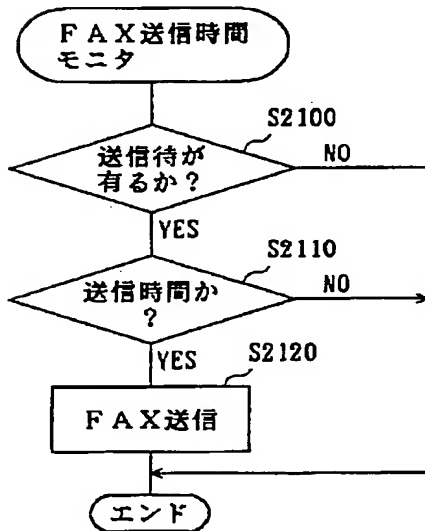 FAX送信時間
モニタ
S2100
送信待が
有るか?
NO
YES
S2110
送信時間か
?
NO
YES
S2120
FAX送信
エンド